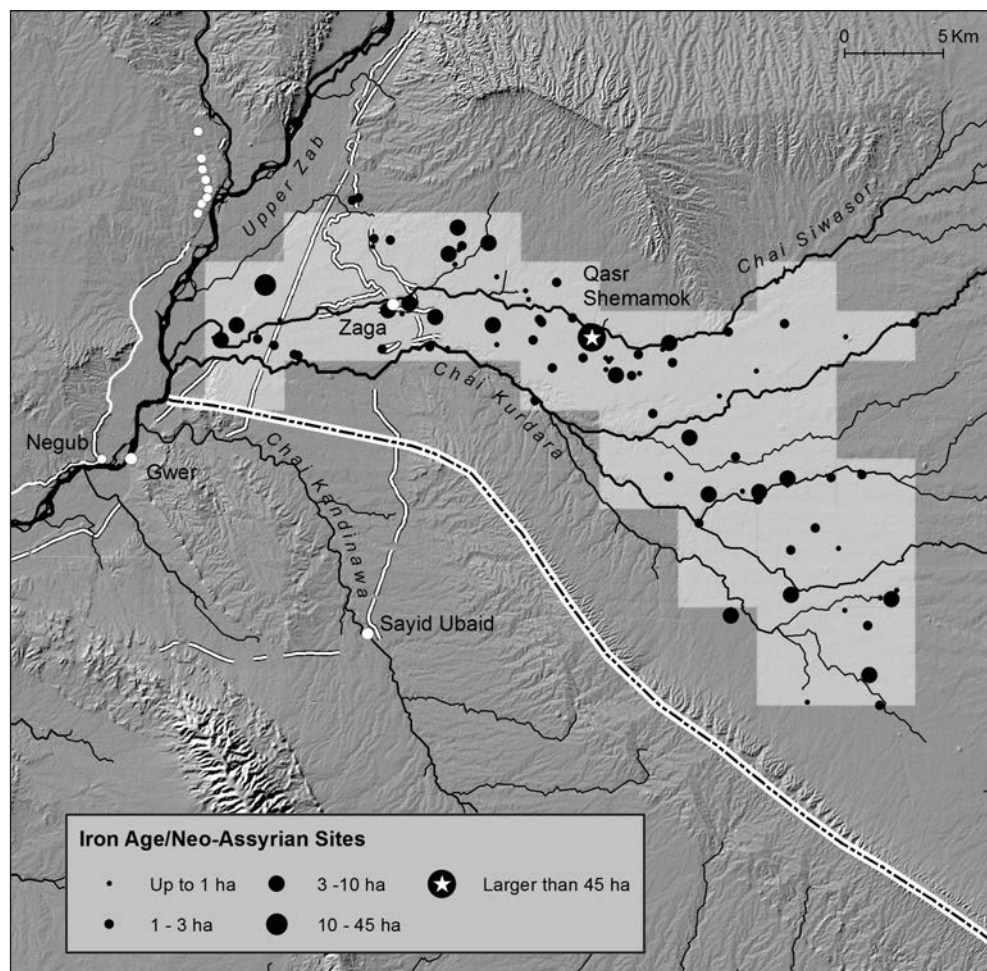 0 5 Km
Upper Zab
Chai Siwasor
Qasr
Shemamok
Zaga
Chai Kurdara
Negub
Gwer
Chai Kandinawa
Sayid Ubaid
Iron Age/Neo-Assyrian Sites
Up to 1 ha 3 -10 ha Larger than 45 ha
1 - 3 ha 10 - 45 ha